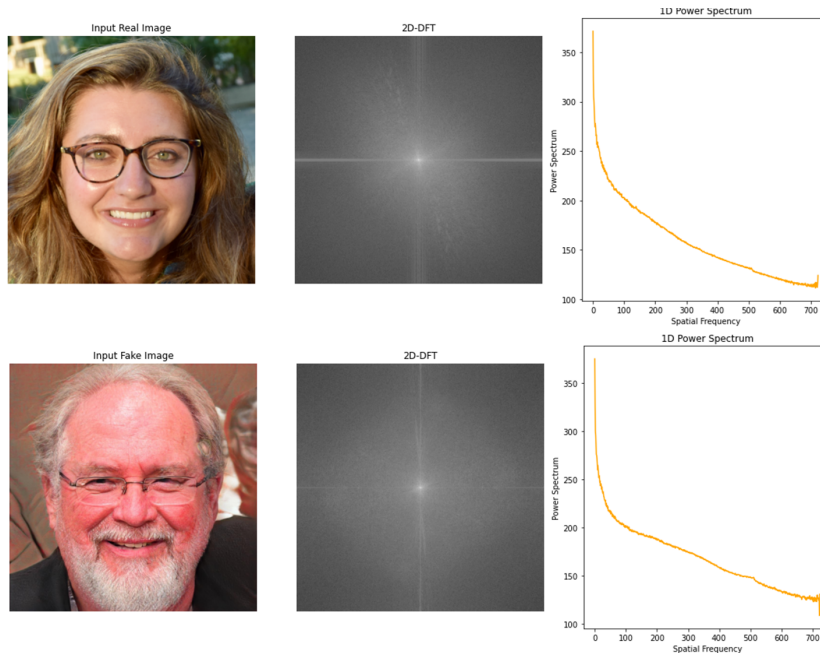 Input Real Image
2D-DFT
1D Power Spectrum
350
300
250
200
150
100
Power Spectrum
0 100 200 300 400 500 600 700
Spatial Frequency
Input Fake Image
2D-DFT
1D Power Spectrum
350
300
250
200
150
100
Power Spectrum
0 100 200 300 400 500 600 700
Spatial Frequency